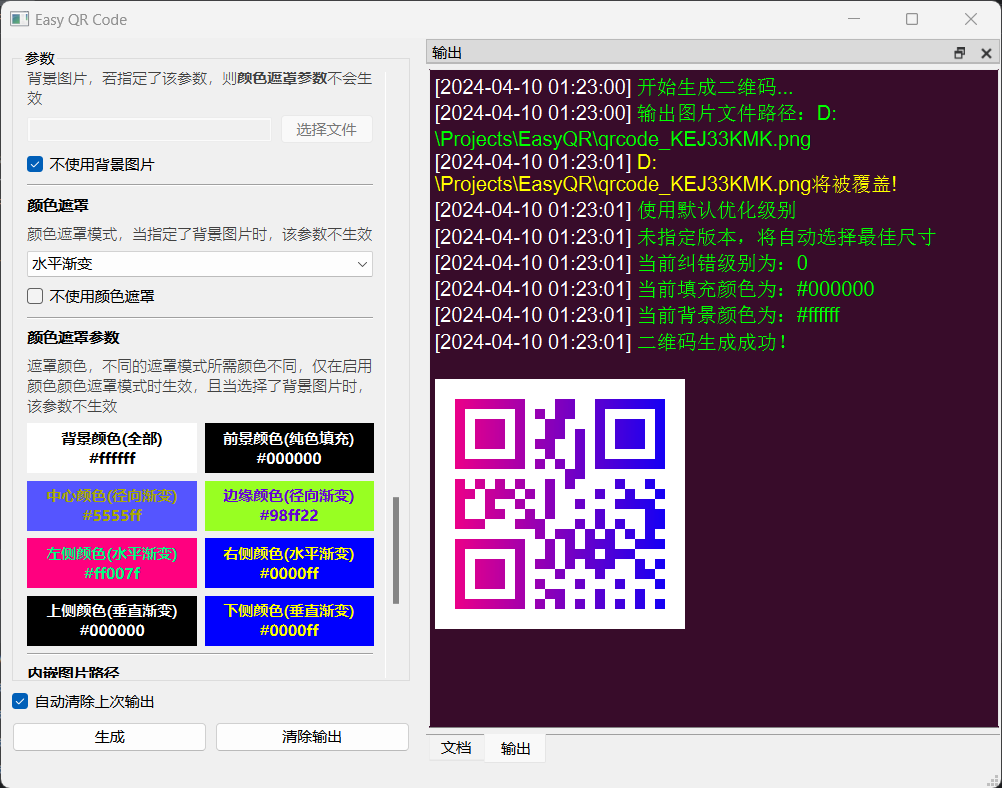 Easy QR Code
参数
背景图片，若指定了该参数，则颜色遮罩参数不会生
效
选择文件
不使用背景图片
颜色遮罩
颜色遮罩模式，当指定了背景图片时，该参数不生效
水平渐变
不使用颜色遮罩
颜色遮罩参数
遮罩颜色，不同的遮罩模式所需颜色不同，仅在启用
颜色颜色遮罩模式时生效，且当选择了背景图片时，
该参数不生效
背景颜色(全部)
#ffffff
前景颜色(纯色填充)
#000000
中心颜色(径向渐变)
#5555ff
边缘颜色(径向渐变)
#98ff22
左侧颜色(水平渐变)
#ff007f
右侧颜色(水平渐变)
#0000ff
上侧颜色(垂直渐变)
#000000
下侧颜色(垂直渐变)
#0000ff
内嵌图片路径
自动清除上次输出
生成
清除输出
输出
[2024-04-10 01:23:00] 开始生成二维码...
[2024-04-10 01:23:00] 输出图片文件路径：D:
\Projects\EasyQR\qrcode_KEJ33KMK.png
[2024-04-10 01:23:01] D:
\Projects\EasyQR\qrcode_KEJ33KMK.png将被覆盖!
[2024-04-10 01:23:01] 使用默认优化级别
[2024-04-10 01:23:01] 未指定版本，将自动选择最佳尺寸
[2024-04-10 01:23:01] 当前纠错级别为：0
[2024-04-10 01:23:01] 当前填充颜色为：#000000
[2024-04-10 01:23:01] 当前背景颜色为：#ffffff
[2024-04-10 01:23:01] 二维码生成成功！
文档
输出